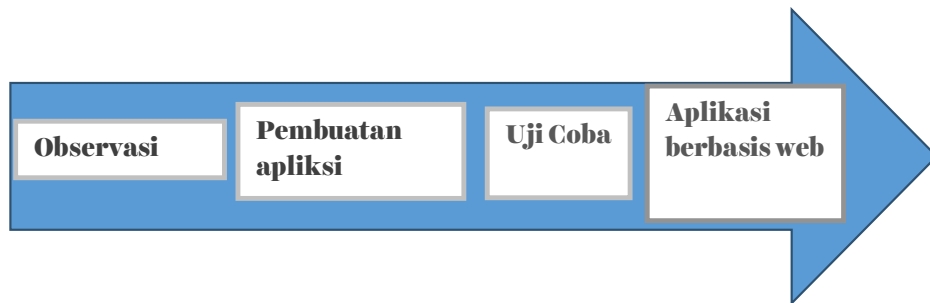 Observasi
Pembuatan
apliksi
Uji Coba
Aplikasi
berbasis web